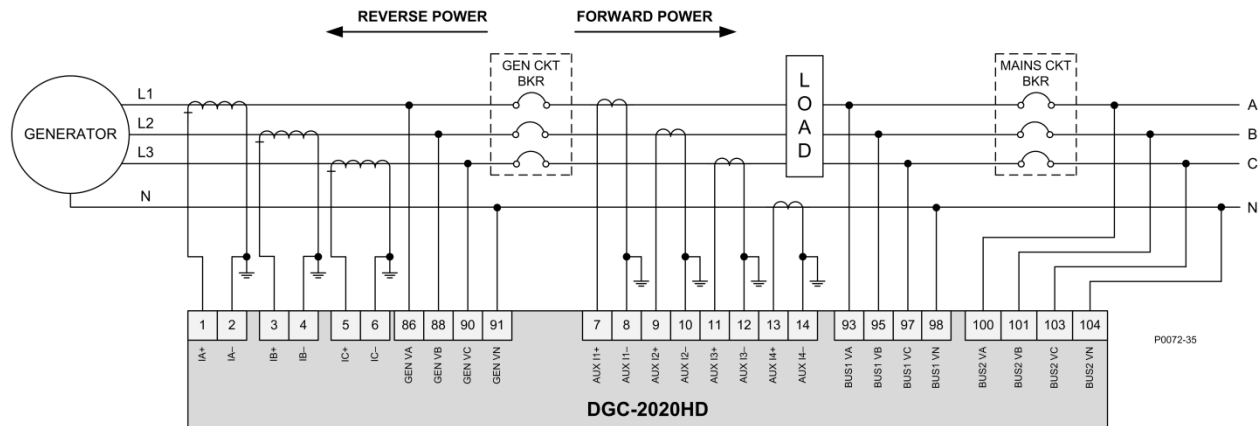 REVERSE POWER
FORWARD POWER
GEN CKT
BKR
MAINS CKT
BKR
L
O
A
D
GENERATOR
L1
L2
L3
N
A
B
C
N
1
2
3
4
5
6
86
88
90
91
7
8
9
10
11
12
13
14
93
95
97
98
100
101
103
104
IA+
IA–
IB+
IB–
IC+
IC–
GEN VA
GEN VB
GEN VC
GEN VN
AUX I1+
AUX I1–
AUX I2+
AUX I2–
AUX I3+
AUX I3–
AUX I4+
AUX I4–
BUS1 VA
BUS1 VB
BUS1 VC
BUS1 VN
BUS2 VA
BUS2 VB
BUS2 VC
BUS2 VN
P0072-35
DGC-2020HD